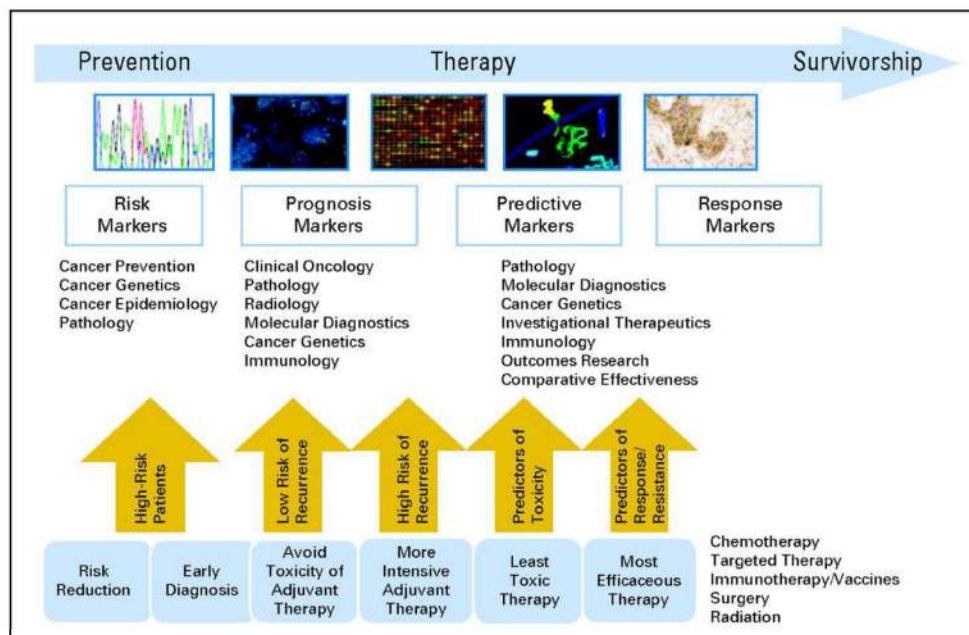 Prevention
Therapy
Survivorship
Risk
Markers
Prognosis
Markers
Predictive
Markers
Response
Markers
Cancer Prevention
Cancer Genetics
Cancer Epidemiology
Pathology
Clinical Oncology
Pathology
Radiology
Molecular Diagnostics
Cancer Genetics
Immunology
Pathology
Molecular Diagnostics
Cancer Genetics
Investigational Therapeutics
Immunology
Outcomes Research
Comparative Effectiveness
High-Risk
Patients
Low Risk of
Recurrence
High Risk of
Recurrence
Predictors of
Toxicity
Predictors of
Response/
Resistance
Risk
Reduction
Early
Diagnosis
Avoid
Toxicity of
Adjuvant
Therapy
More
Intensive
Adjuvant
Therapy
Least
Toxic
Therapy
Most
Efficaceous
Therapy
Chemotherapy
Targeted Therapy
Immunotherapy/Vaccines
Surgery
Radiation